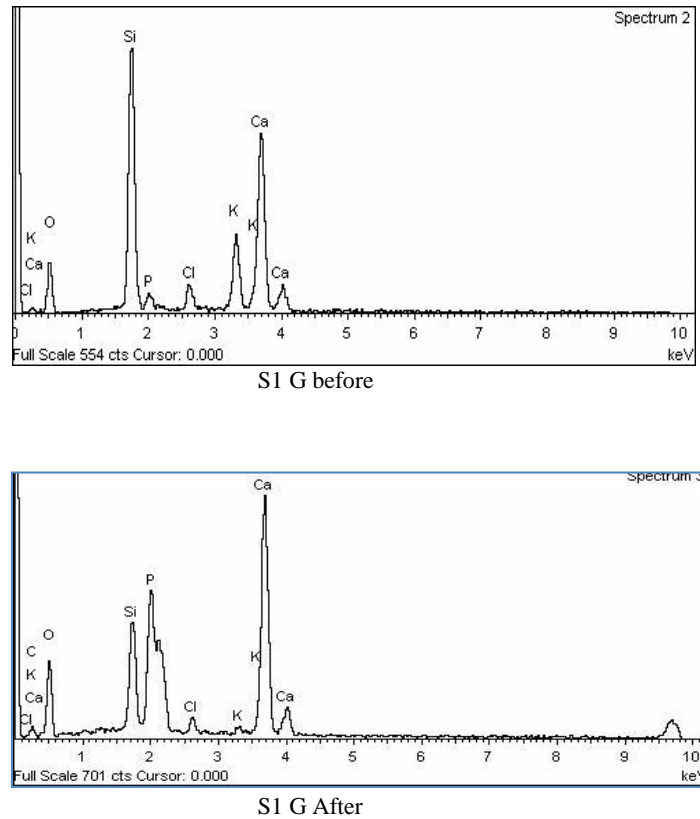 Spectrum 2
Si
Ca
O
K
K
K
Ca
P
Cl
Ca
Cl
0 1 2 3 4 5 6 7 8 9 10
Full Scale 554 cts Cursor: 0.000 keV
S1 G before
Spectrum 3
Ca
P
Si
C
O
K
K
Ca
Ca
Cl
Cl
K
1 2 3 4 5 6 7 8 9 10
Full Scale 701 cts Cursor: 0.000 keV
S1 G After